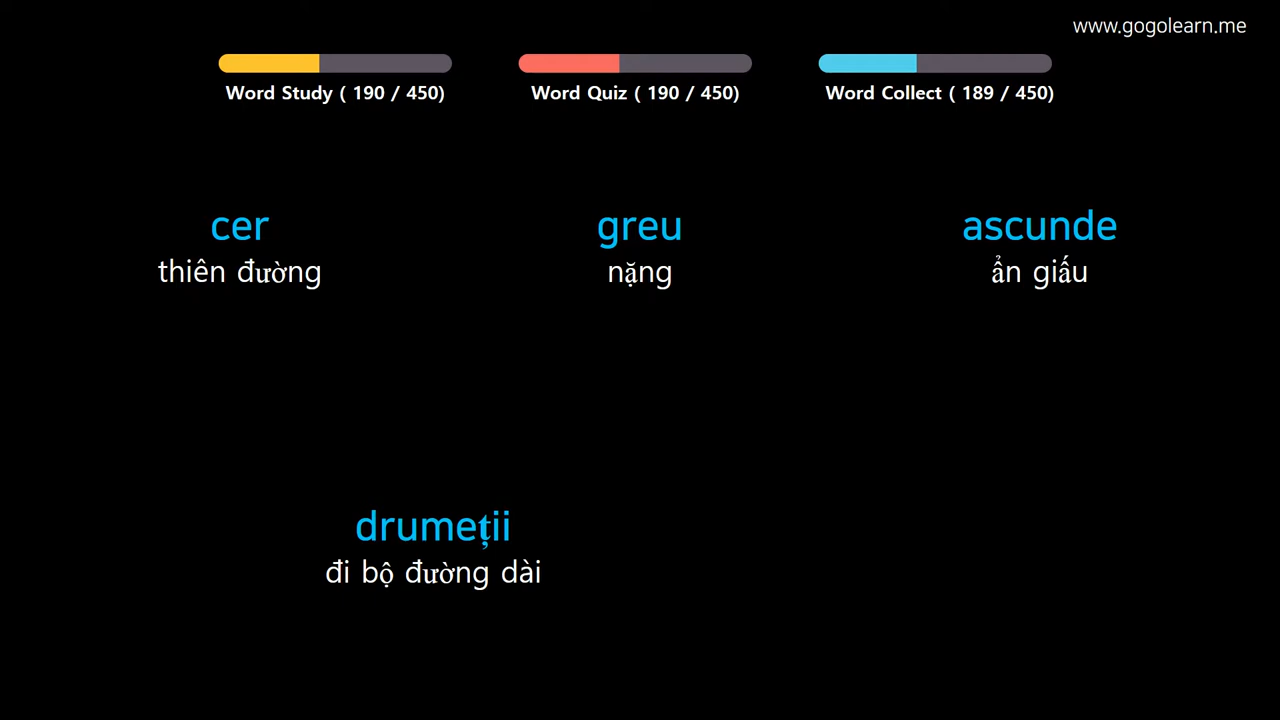 www.gogolearn.me
Word Study ( 190 / 450)
Word Quiz ( 190 / 450)
Word Collect ( 189 / 450)
cer
thiên đường
greu
nặng
ascunde
ẩn giấu
drumeții
đi bộ đường dài